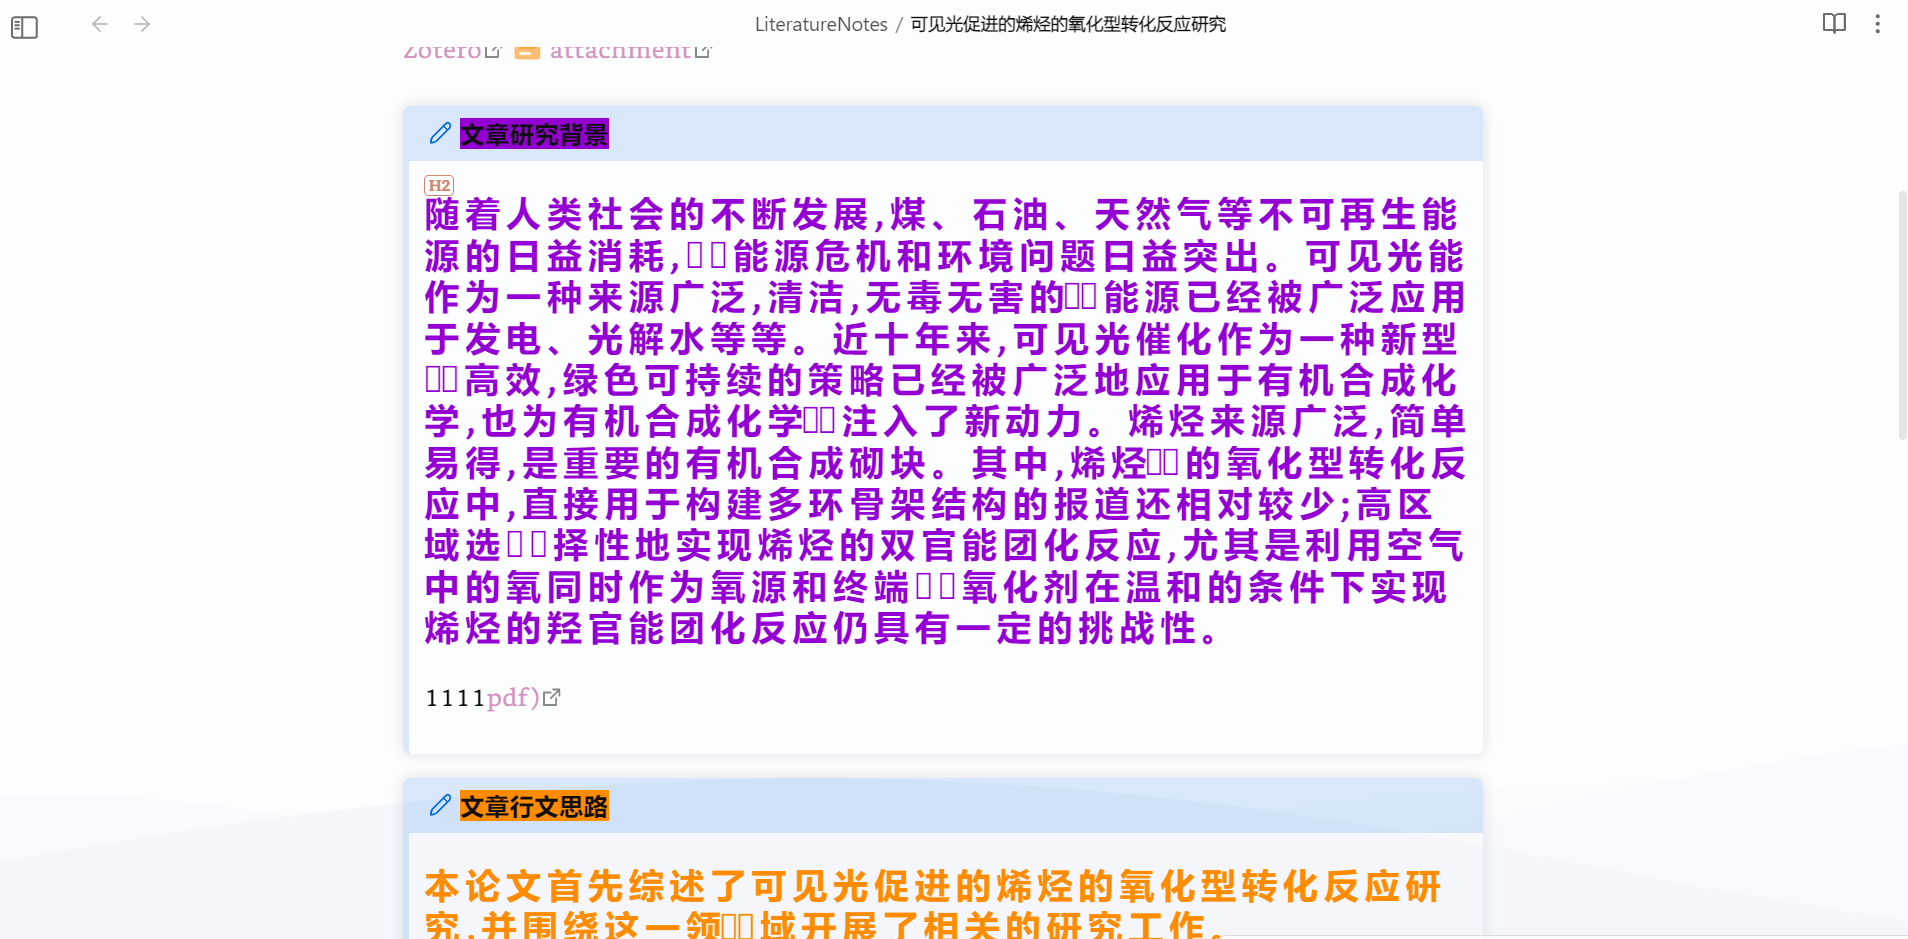 LiteratureNotes / 可见光促进的烯烃的氧化型转化反应研究
Zotero attachment
文章研究背景
H2
随着人类社会的不断发展,煤、石油、天然气等不可再生能
源的日益消耗,▯▯能源危机和环境问题日益突出。可见光能
作为一种来源广泛,清洁,无毒无害的▯▯能源已经被广泛应用
于发电、光解水等等。近十年来,可见光催化作为一种新型
▯▯高效,绿色可持续的策略已经被广泛地应用于有机合成化
学,也为有机合成化学▯▯注入了新动力。烯烃来源广泛,简单
易得,是重要的有机合成砌块。其中,烯烃▯▯的氧化型转化反
应中,直接用于构建多环骨架结构的报道还相对较少;高区
域选▯▯择性地实现烯烃的双官能团化反应,尤其是利用空气
中的氧同时作为氧源和终端▯▯氧化剂在温和的条件下实现
烯烃的羟官能团化反应仍具有一定的挑战性。
1111pdf)
文章行文思路
本论文首先综述了可见光促进的烯烃的氧化型转化反应研
究,并围绕这一领▯▯域开展了相关的研究工作。